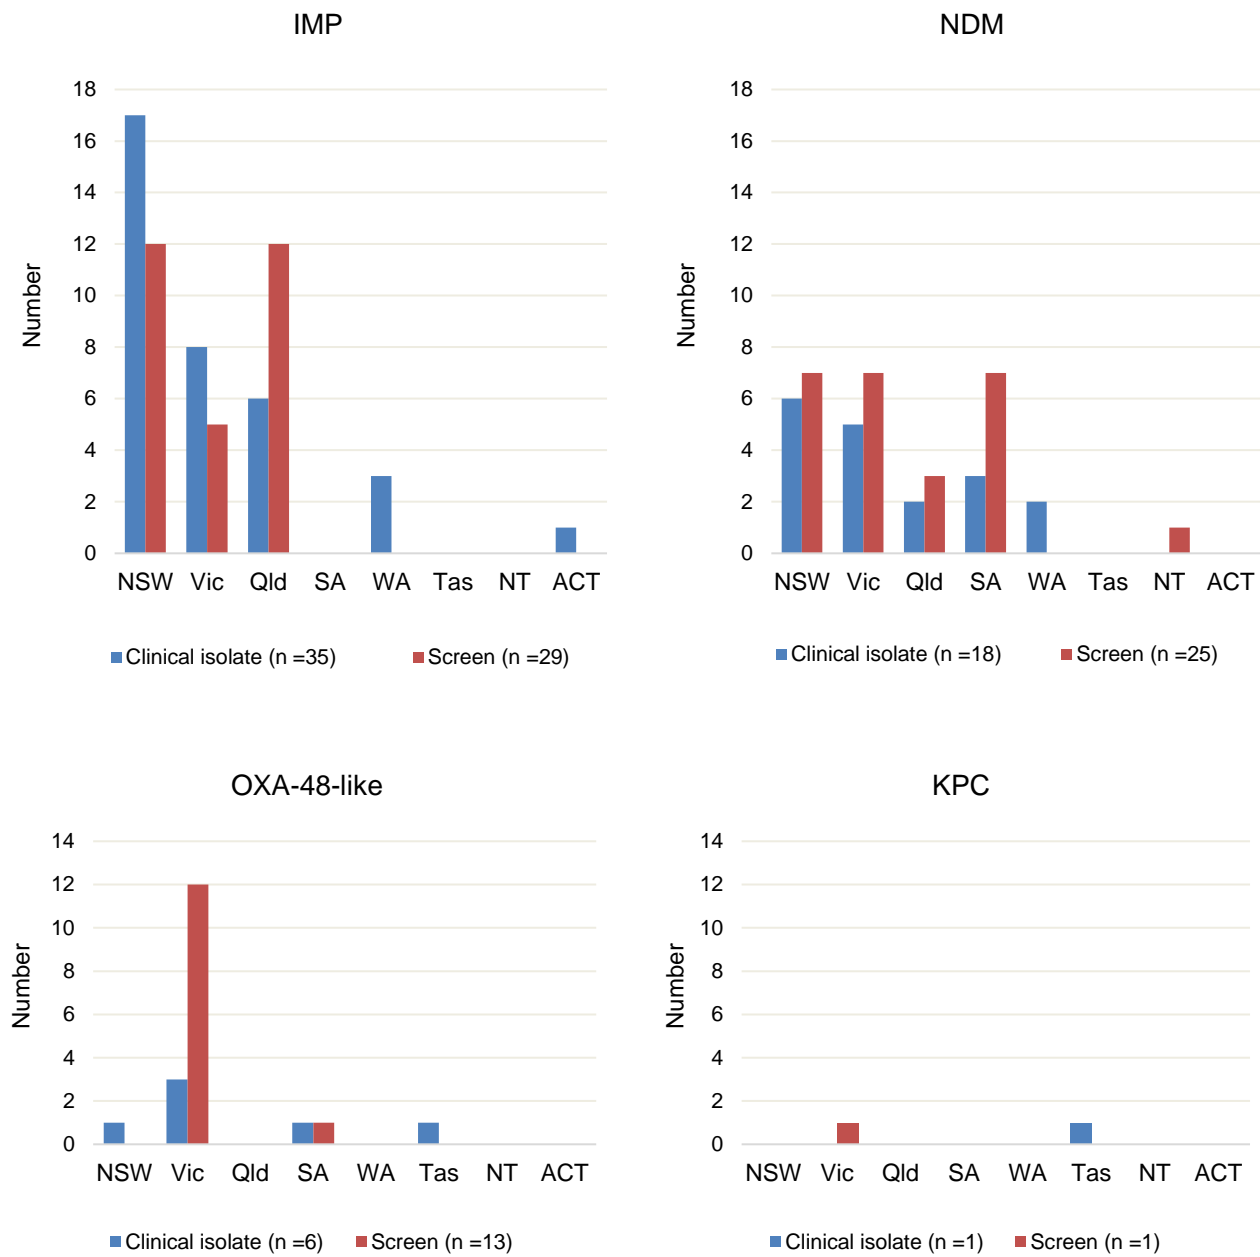 IMP
18
16
14
12
10
8
6
4
2
0
Number
NSW Vic Qld SA WA Tas NT ACT
Clinical isolate (n =35) Screen (n =29)
NDM
18
16
14
12
10
8
6
4
2
0
Number
NSW Vic Qld SA WA Tas NT ACT
Clinical isolate (n =18) Screen (n =25)
OXA-48-like
14
12
10
8
6
4
2
0
Number
NSW Vic Qld SA WA Tas NT ACT
Clinical isolate (n =6) Screen (n =13)
KPC
14
12
10
8
6
4
2
0
Number
NSW Vic Qld SA WA Tas NT ACT
Clinical isolate (n =1) Screen (n =1)